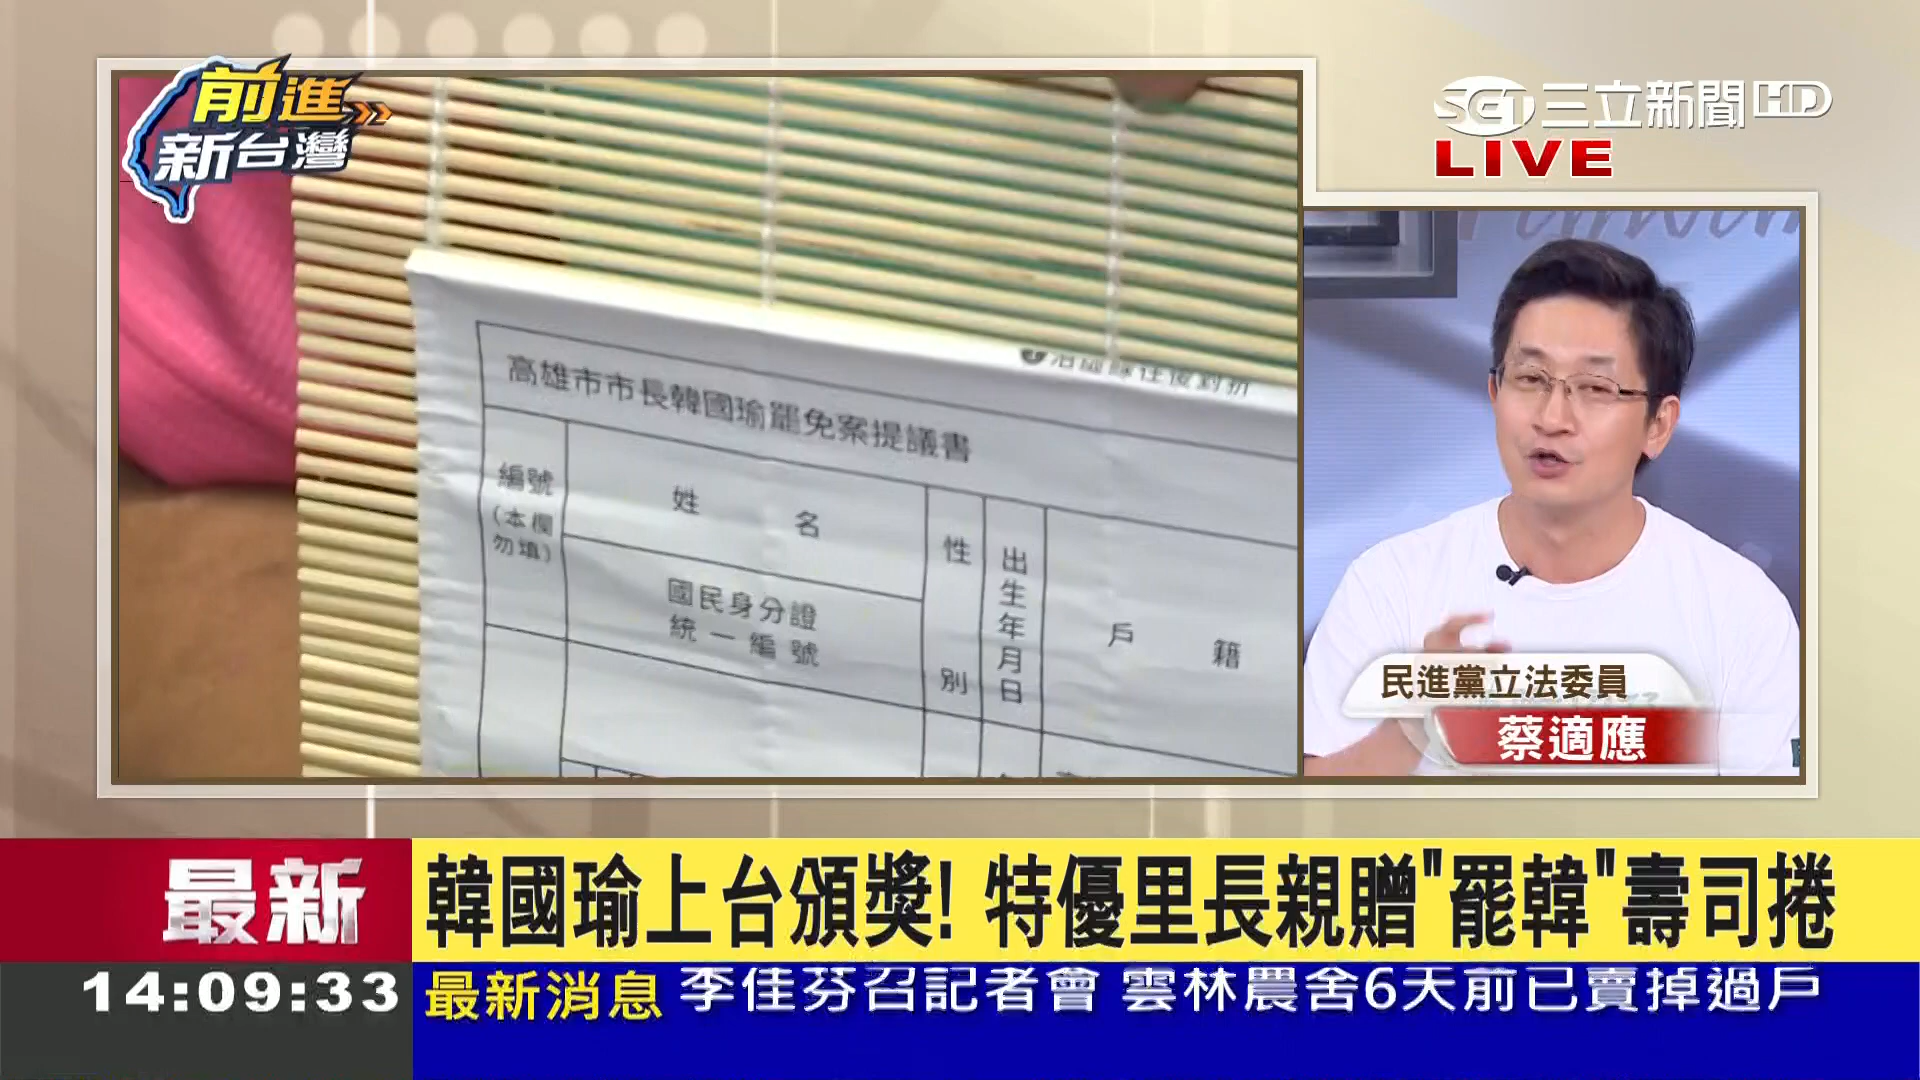 前進
新台灣
SET三立新聞HD
LIVE
高雄市市長韓國瑜罷免案提議書
編號
(本欄
勿填)
姓 名
國民身分證
統一編號
性別
出生年月日
戶籍
民進黨立法委員
蔡適應
最新
韓國瑜上台頒獎! 特優里長親贈"罷韓"壽司捲
14:09:33
最新消息 李佳芬召記者會 雲林農舍6天前已賣掉過戶